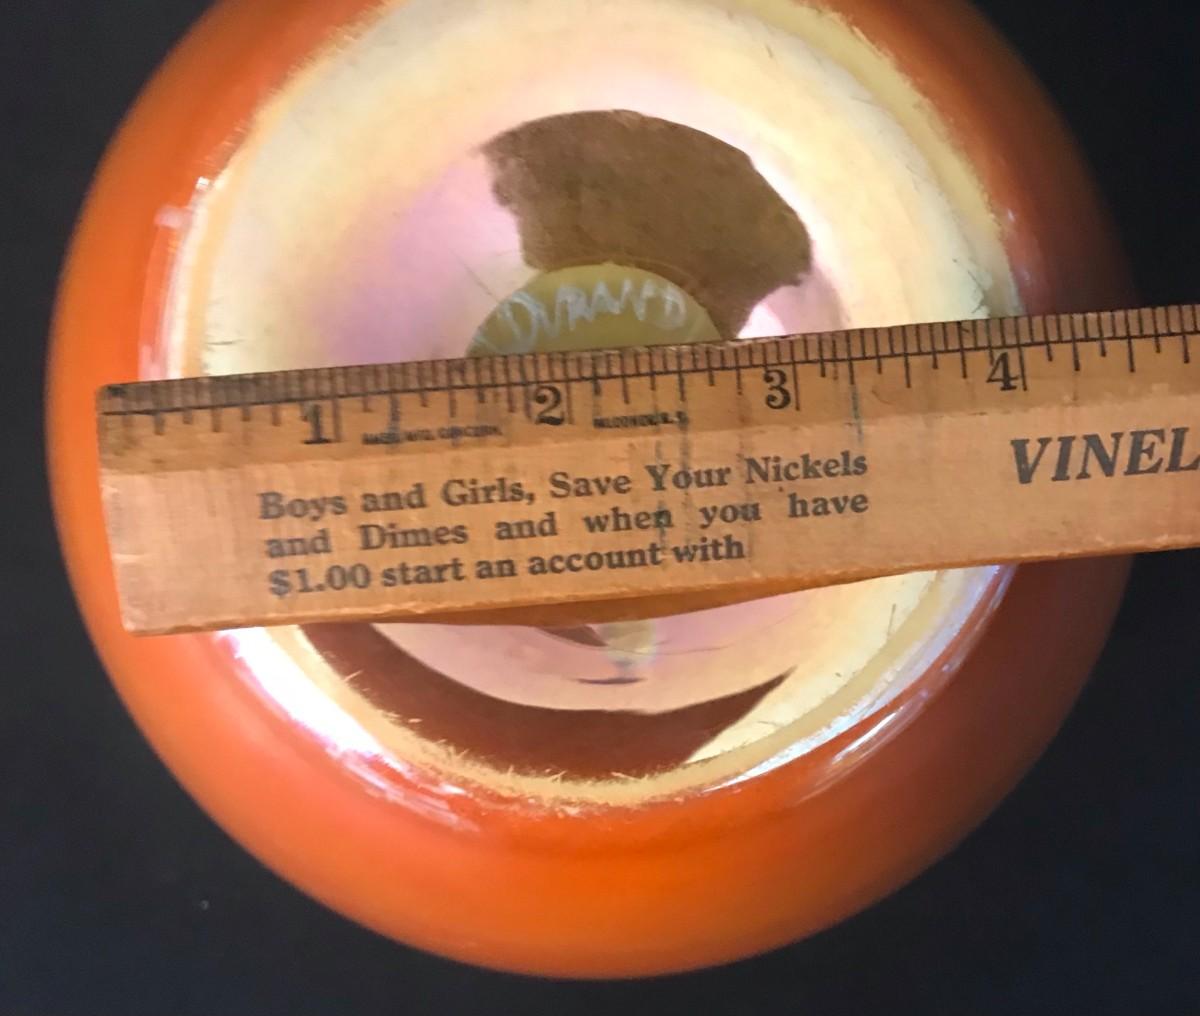 DURAND
1 2 3 4
Boys and Girls, Save Your Nickels
and Dimes and when you have
$1.00 start an account with
VINEL